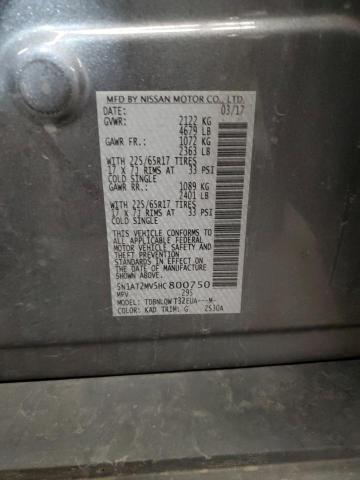 MFD BY NISSAN MOTOR CO., LTD.
DATE: 03/17
GVWR: 2122 KG
4679 LB
GAWR FR.: 1072 KG
2363 LB
WITH 225/65R17 TIRES
17 X 7J RIMS AT 33 PSI
COLD SINGLE
GAWR RR.: 1089 KG
2401 LB
WITH 225/65R17 TIRES
17 X 7J RIMS AT 33 PSI
COLD SINGLE
THIS VEHICLE CONFORMS TO
ALL APPLICABLE FEDERAL MOTOR
VEHICLE SAFETY, BUMPER, AND
THEFT PREVENTION STANDARDS
IN EFFECT ON THE DATE OF
MANUFACTURE SHOWN ABOVE.
5N1AT2MV5HC800750
MPV 295
MODEL: TDBNLQW T32EUA---M-
COLOR: KAD TRIM: G ZS30A